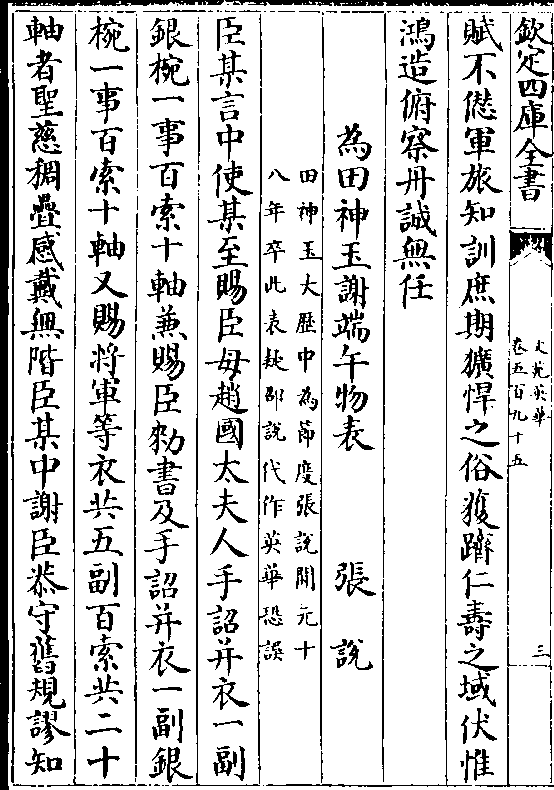 欽定四庫全書
文苑英華
卷五百九十五
三
賦不愆軍旅知訓庶期獷悍之俗獲躋仁壽之域伏惟
鴻造俯察丹誠無任
為田神玉謝端午物表 張說
田神玉大歷中為節度張說開元十
八年卒此表疑邵說代作英華恐誤
臣某言中使某至賜臣母趙國太夫人手詔并衣一副
銀椀一事百索十軸兼賜臣勑書及手詔并衣一副銀
椀一事百索十軸又賜將軍等衣共五副百索共二十
軸者聖慈稠疊感戴無階臣某中謝臣恭守舊規謬知